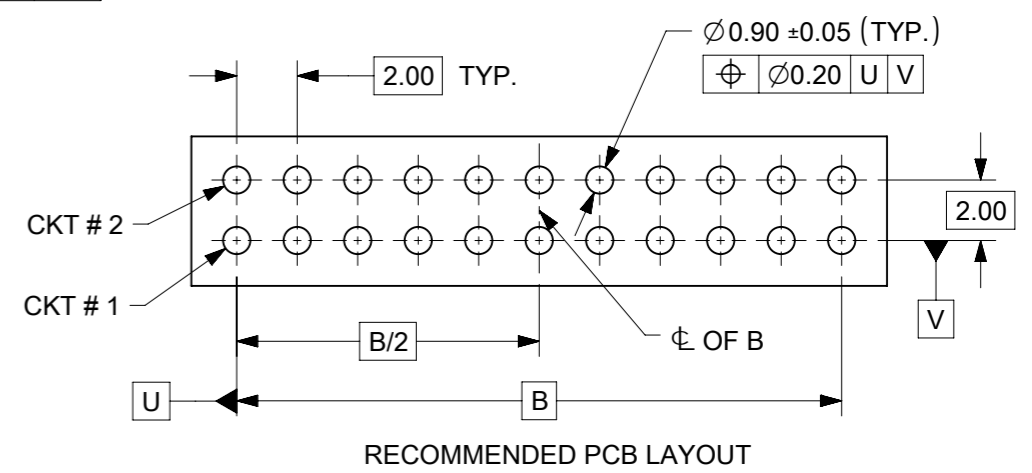 ∅0.90 ±0.05 (TYP.)
⌖ ∅0.20 U V
2.00 TYP.
CKT # 2
2.00
CKT # 1
V
B/2
℄ OF B
U
B
RECOMMENDED PCB LAYOUT